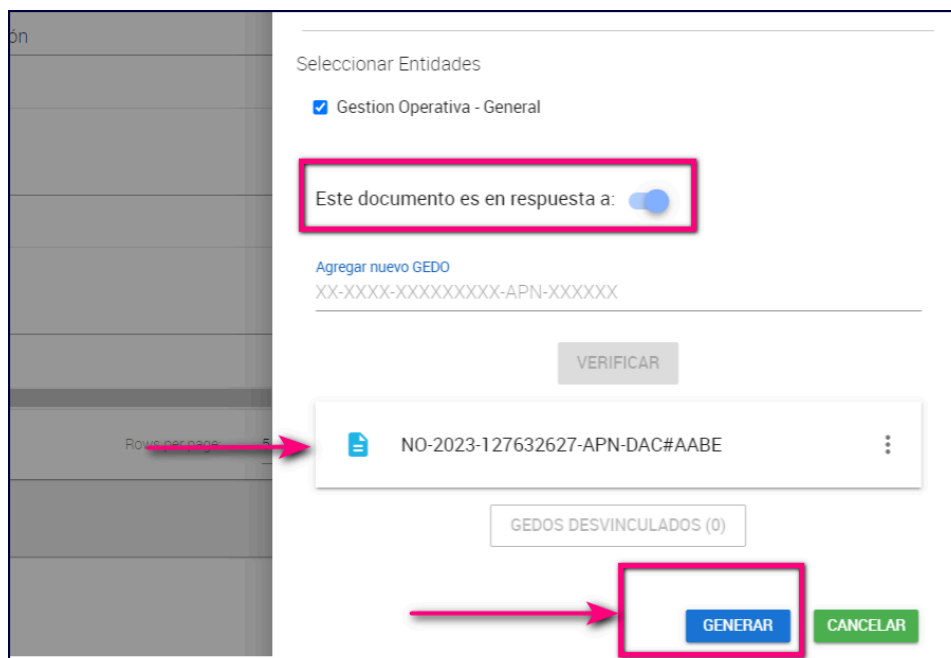 ón
Seleccionar Entidades
Gestion Operativa - General
Este documento es en respuesta a:
Agregar nuevo GEDO
XX-XXXX-XXXXXXXXX-APN-XXXXXX
VERIFICAR
Rows per page: 5
NO-2023-127632627-APN-DAC#AABE
GEDOS DESVINCULADOS (0)
GENERAR
CANCELAR